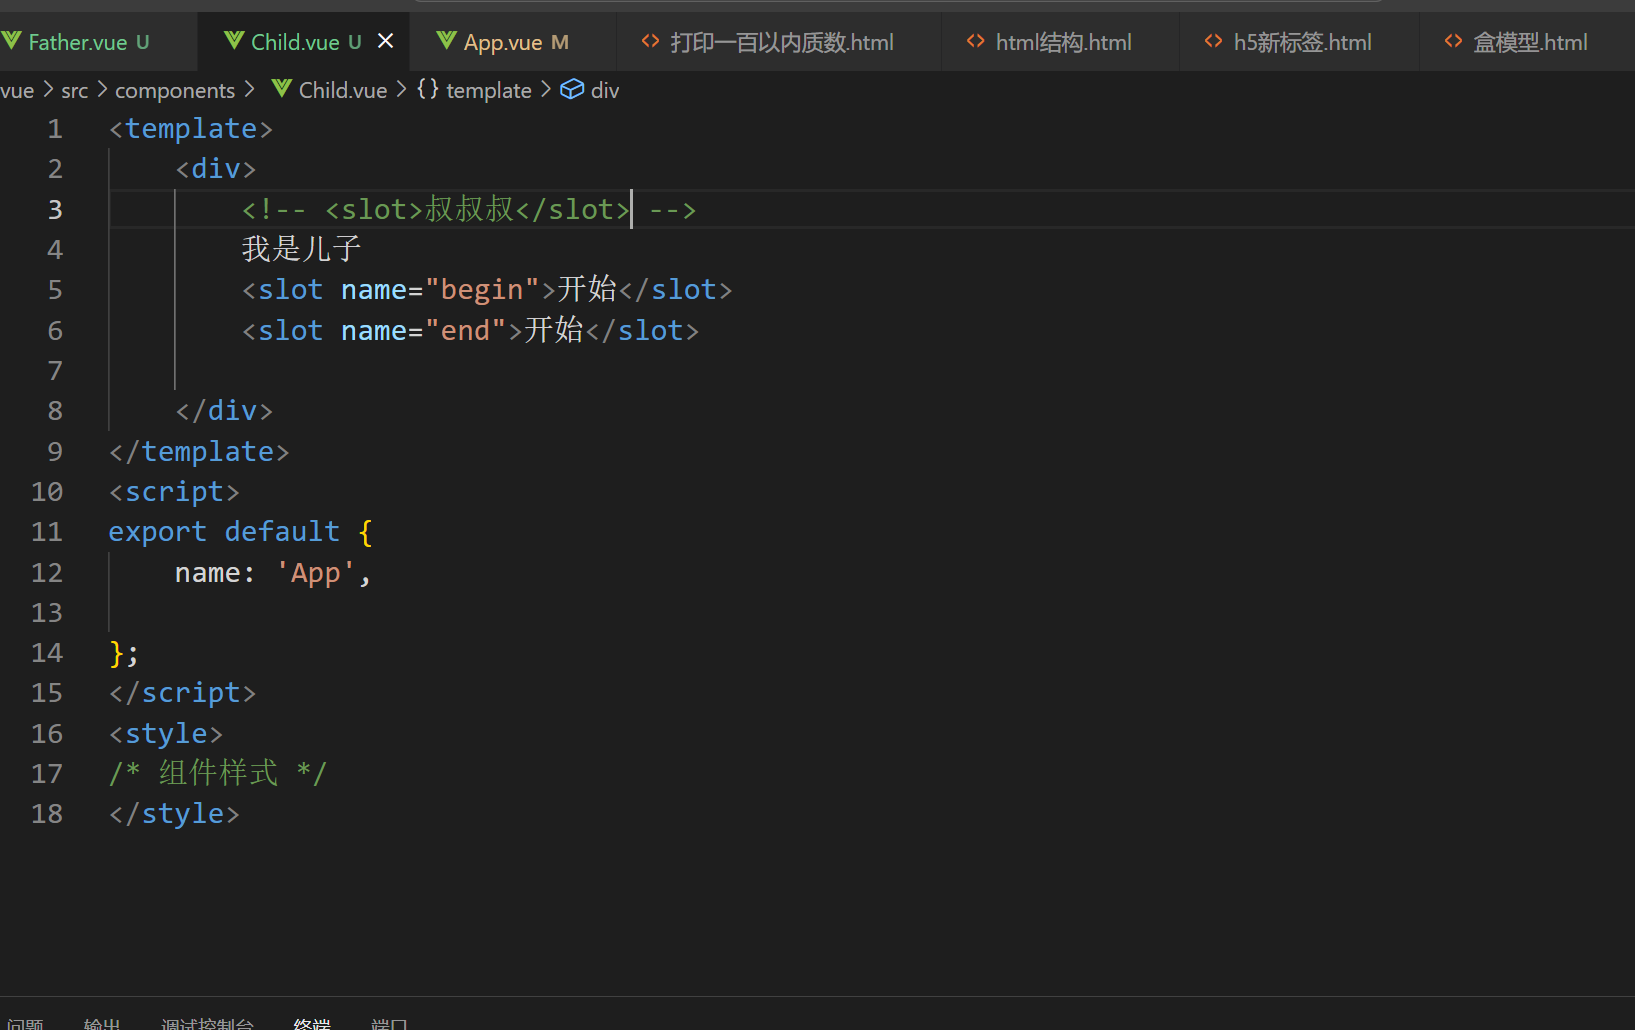 Father.vue U Child.vue U App.vue M 打印一百以内质数.html html结构.html h5新标签.html 盒模型.html
vue > src > components > Child.vue > {} template > div
1 <template>
2 <div>
3 <!-- <slot>叔叔叔</slot> -->
4 我是儿子
5 <slot name="begin">开始</slot>
6 <slot name="end">开始</slot>
7
8 </div>
9 </template>
10 <script>
11 export default {
12 name: 'App',
13
14 };
15 </script>
16 <style>
17 /* 组件样式 */
18 </style>
问题 输出 调试控制台 终端 端口